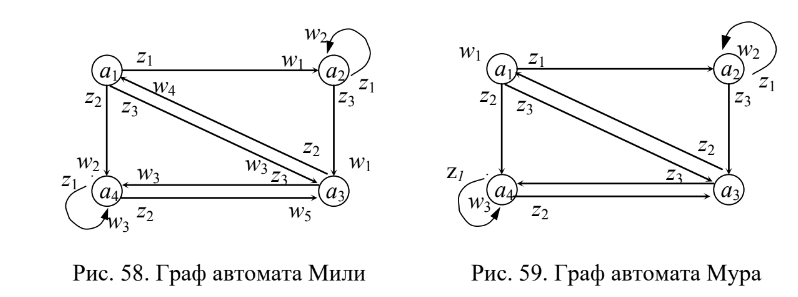 w₂ w₂
z₁ w₁ w₁ z₁
a₁ a₂ a₁ a₂
w₄ z₁ z₁
z₂ z₃ z₃ z₂ z₃ z₃
z₂ z₂
w₂ w₃ w₁
z₁ w₃ z₃ z₁ z₃
a₄ a₃ a₄ a₃
w₃ z₂ w₅ w₃ z₂
Рис. 58. Граф автомата Мили Рис. 59. Граф автомата Мура